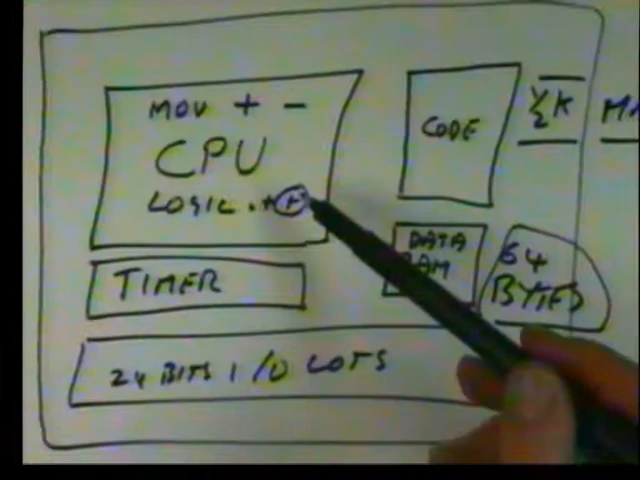 MOV + -
CPU
LOGIC . + ⊕
TIMER
24 BITS I/O LOTS
CODE
½K
DATA
RAM
64
BYTES